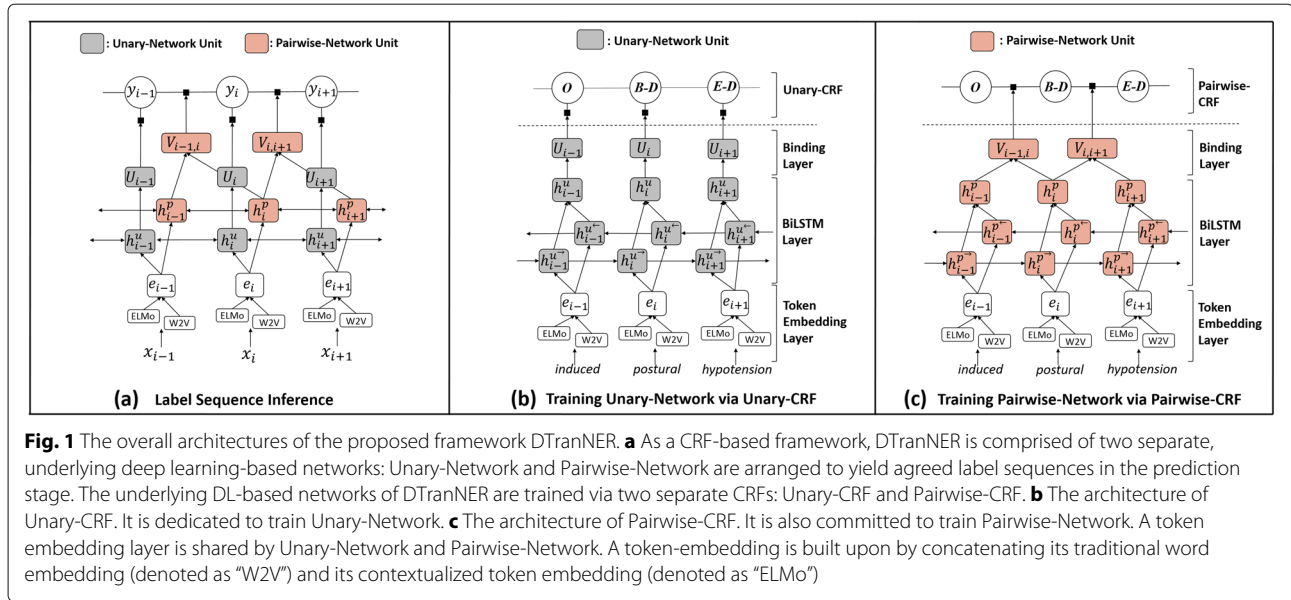 : Unary-Network Unit : Pairwise-Network Unit
y_{i-1} y_i y_{i+1}
V_{i-1,i} V_{i,i+1}
U_{i-1} U_i U_{i+1}
h^p_{i-1} h^p_i h^p_{i+1}
h^u_{i-1} h^u_i h^u_{i+1}
e_{i-1} e_i e_{i+1}
ELMo W2V ELMo W2V ELMo W2V
x_{i-1} x_i x_{i+1}
(a) Label Sequence Inference
: Unary-Network Unit
O B-D E-D
Unary-CRF
U_{i-1} U_i U_{i+1}
Binding
Layer
h^u_{i-1} h^u_i h^u_{i+1}
h^{u←}_{i-1} h^{u←}_i h^{u←}_{i+1}
BiLSTM
Layer
h^{u→}_{i-1} h^{u→}_i h^{u→}_{i+1}
e_{i-1} e_i e_{i+1}
Token
Embedding
Layer
ELMo W2V ELMo W2V ELMo W2V
induced postural hypotension
(b) Training Unary-Network via Unary-CRF
: Pairwise-Network Unit
O B-D E-D
Pairwise-
CRF
V_{i-1,i} V_{i,i+1}
Binding
Layer
h^p_{i-1} h^p_i h^p_{i+1}
h^{p←}_{i-1} h^{p←}_i h^{p←}_{i+1}
BiLSTM
Layer
h^{p→}_{i-1} h^{p→}_i h^{p→}_{i+1}
e_{i-1} e_i e_{i+1}
Token
Embedding
Layer
ELMo W2V ELMo W2V ELMo W2V
induced postural hypotension
(c) Training Pairwise-Network via Pairwise-CRF
Fig. 1 The overall architectures of the proposed framework DTranNER. a As a CRF-based framework, DTranNER is comprised of two separate,
underlying deep learning-based networks: Unary-Network and Pairwise-Network are arranged to yield agreed label sequences in the prediction
stage. The underlying DL-based networks of DTranNER are trained via two separate CRFs: Unary-CRF and Pairwise-CRF. b The architecture of
Unary-CRF. It is dedicated to train Unary-Network. c The architecture of Pairwise-CRF. It is also committed to train Pairwise-Network. A token
embedding layer is shared by Unary-Network and Pairwise-Network. A token-embedding is built upon by concatenating its traditional word
embedding (denoted as “W2V”) and its contextualized token embedding (denoted as “ELMo”)